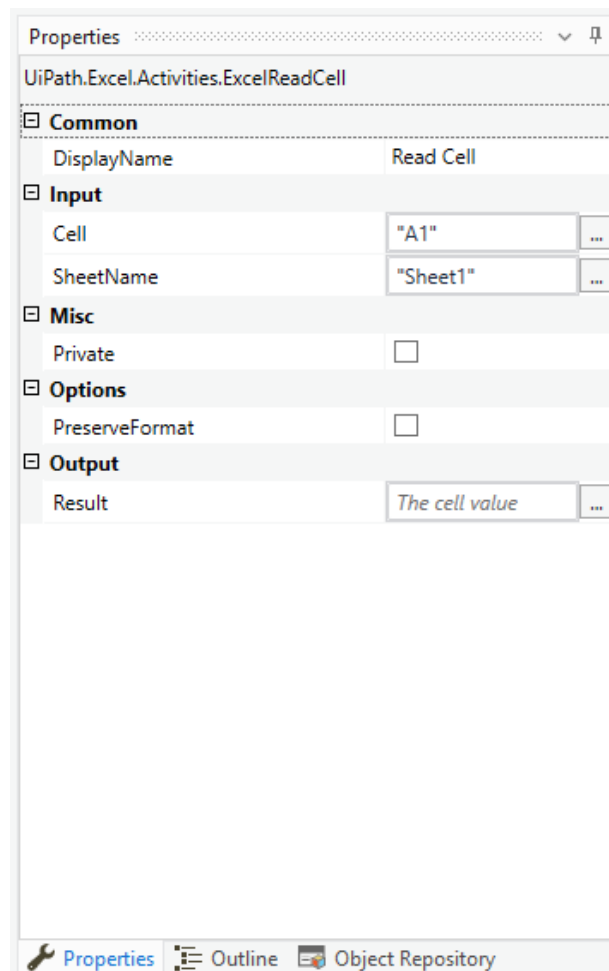 Properties
UiPath.Excel.Activities.ExcelReadCell
Common
DisplayName Read Cell
Input
Cell "A1" ...
SheetName "Sheet1" ...
Misc
Private
Options
PreserveFormat
Output
Result The cell value ...
Properties Outline Object Repository